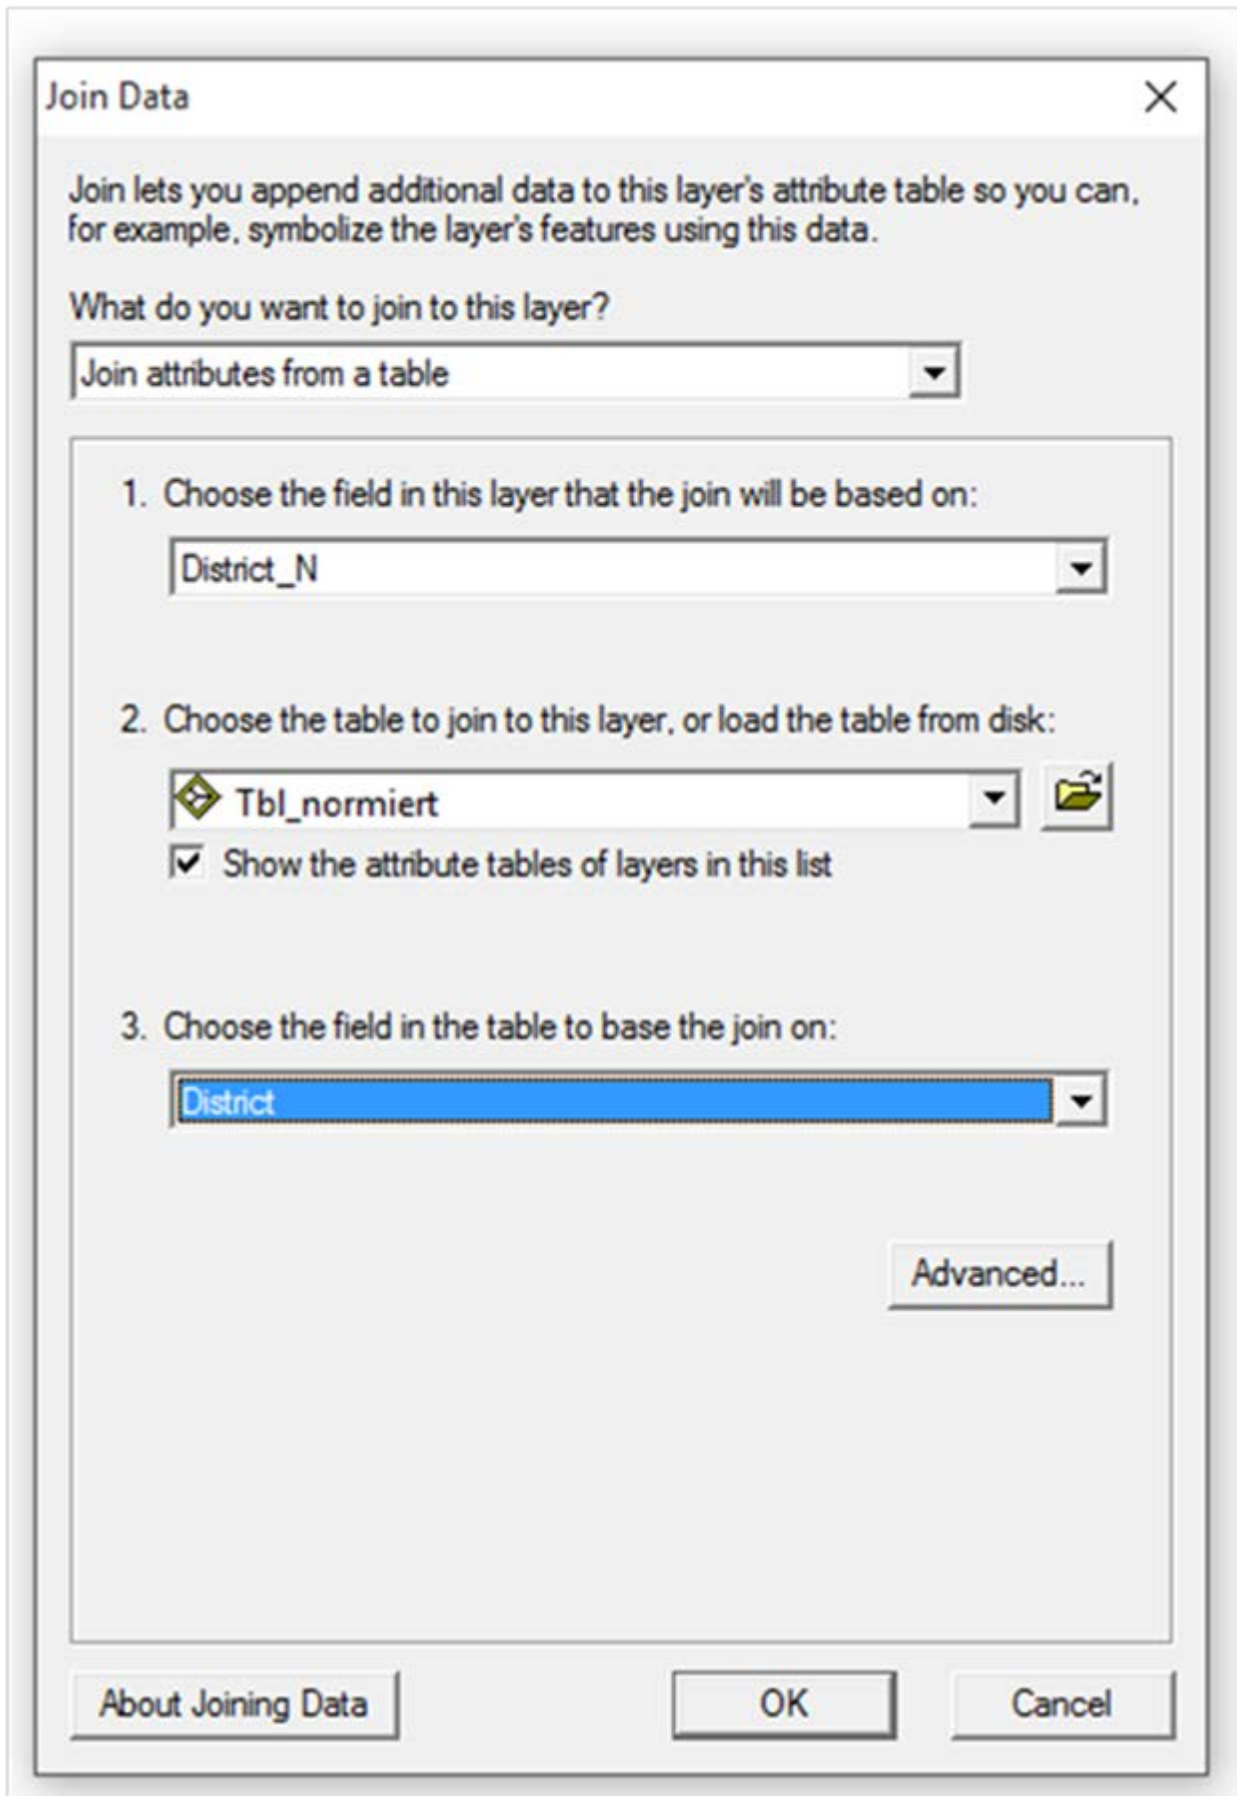 Join Data
Join lets you append additional data to this layer's attribute table so you can,
for example, symbolize the layer's features using this data.
What do you want to join to this layer?
Join attributes from a table
1. Choose the field in this layer that the join will be based on:
District_N
2. Choose the table to join to this layer, or load the table from disk:
Tbl_normiert
Show the attribute tables of layers in this list
3. Choose the field in the table to base the join on:
District
Advanced...
About Joining Data OK Cancel